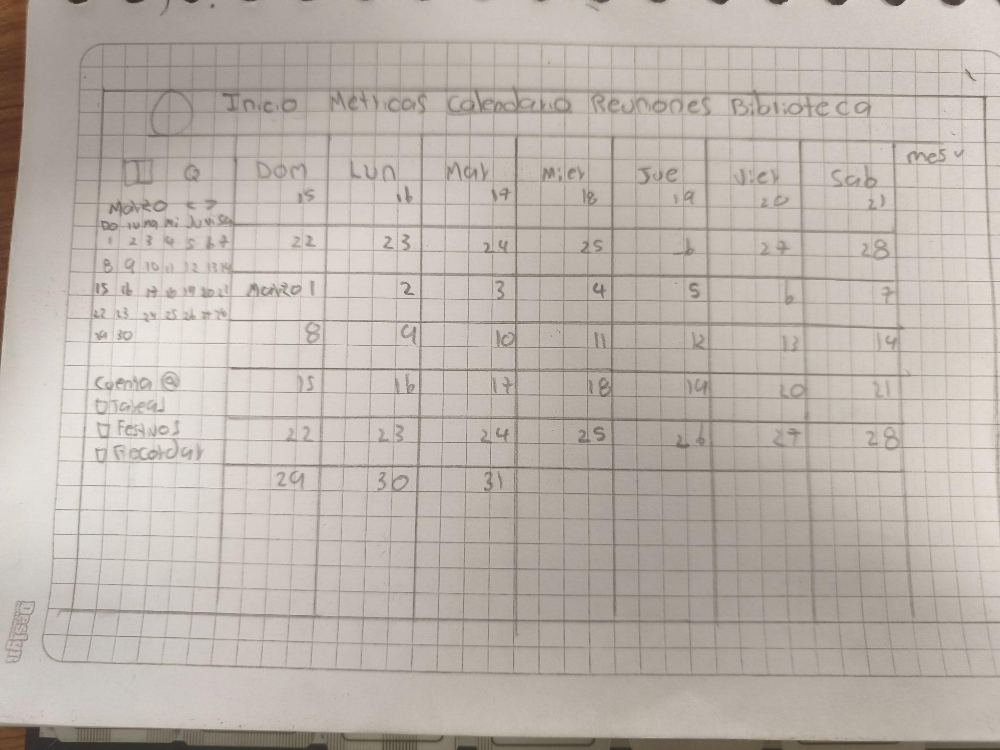 Inicio Metricas Calendario Reuniones Biblioteca
mes
Q
DOM LUN Mar Mier Jue Vier Sab
15 16 17 18 19 20 21
Marzo < >
DO lu ma mi Ju vi sa
1 2 3 4 5 6 7
8 9 10 11 12 13 14
15 16 17 18 19 20 21
22 23 24 25 26 27 28
29 30
22 23 24 25 6 27 28
Marzo 1 2 3 4 5 6 7
8 9 10 11 12 13 14
15 16 17 18 19 20 21
22 23 24 25 26 27 28
29 30 31
Cuenta @
Tareas
Festivos
Recordar
Design